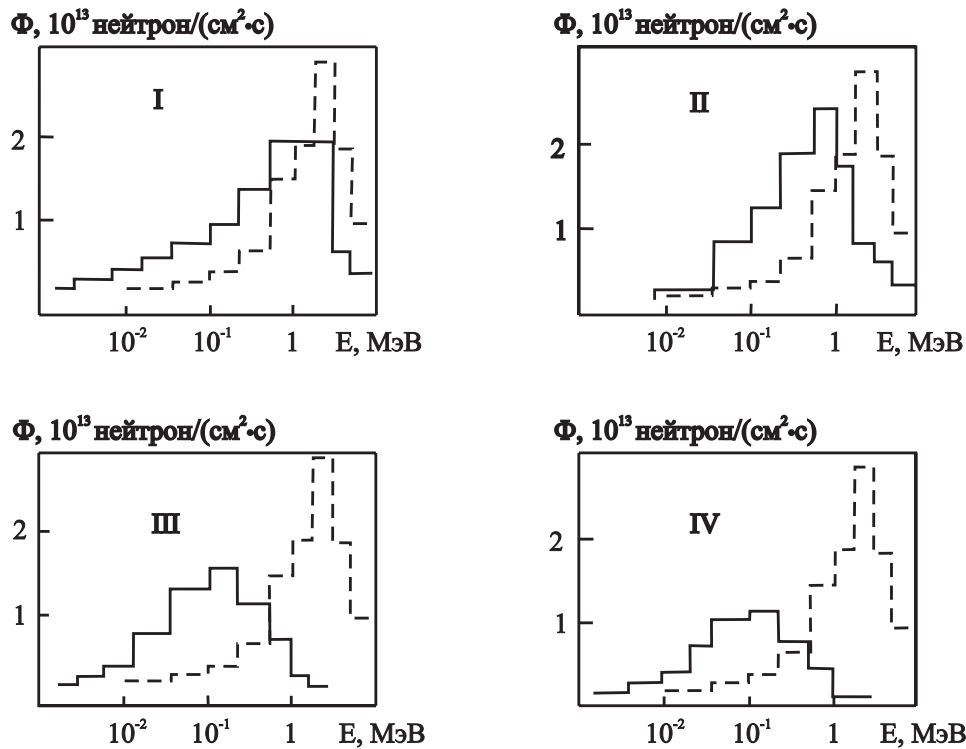 Φ, 10¹³ нейтрон/(см²•с)
I
2
1
10⁻² 10⁻¹ 1 E, МэВ
Φ, 10¹³ нейтрон/(см²•с)
II
2
1
10⁻² 10⁻¹ 1 E, МэВ
Φ, 10¹³ нейтрон/(см²•с)
III
2
1
10⁻² 10⁻¹ 1 E, МэВ
Φ, 10¹³ нейтрон/(см²•с)
IV
2
1
10⁻² 10⁻¹ 1 E, МэВ